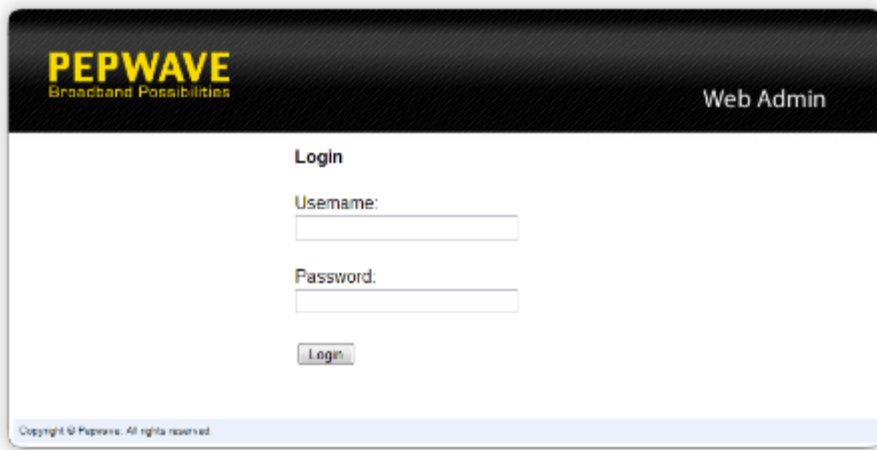 PEPWAVE
Broadband Possibilities
Web Admin
Login
Username:
Password:
Login
Copyright © Pepwave. All rights reserved.